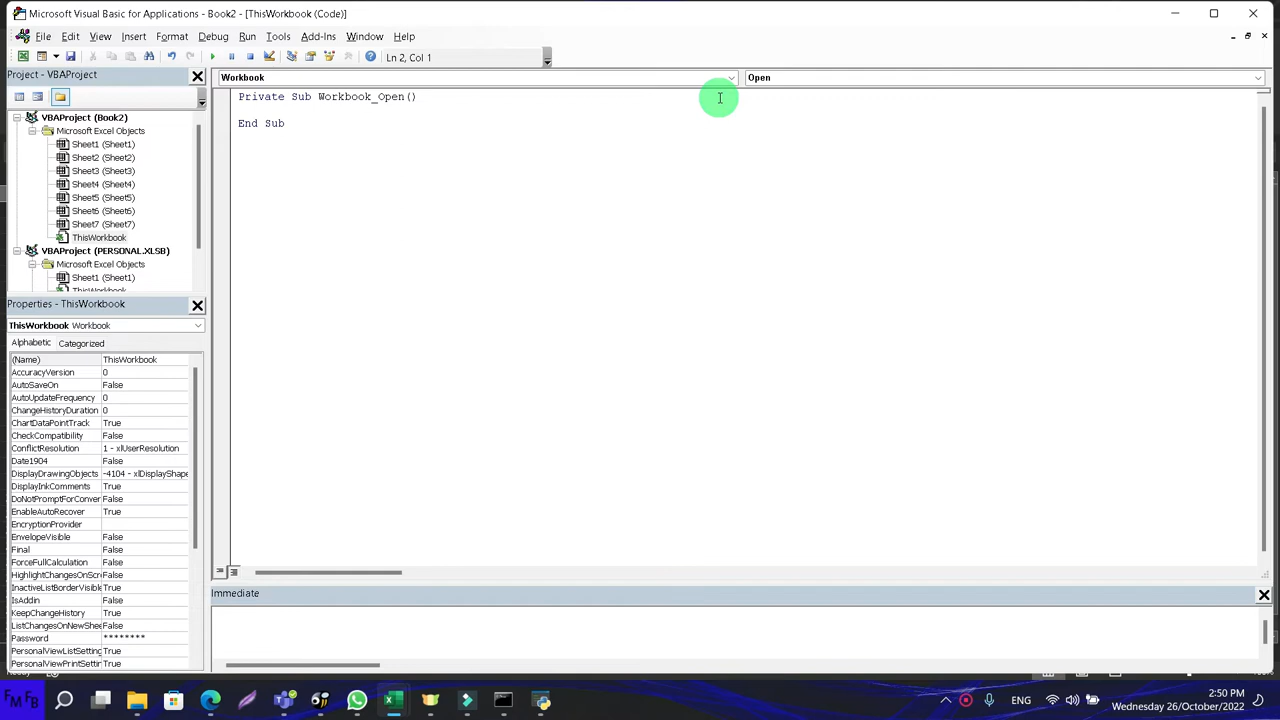 Microsoft Visual Basic for Applications - Book2 - [ThisWorkbook (Code)]
File Edit View Insert Format Debug Run Tools Add-Ins Window Help
Ln 2, Col 1
Project - VBAProject
Workbook
Open
VBAProject (Book2)
Microsoft Excel Objects
Sheet1 (Sheet1)
Sheet2 (Sheet2)
Sheet3 (Sheet3)
Sheet4 (Sheet4)
Sheet5 (Sheet5)
Sheet6 (Sheet6)
Sheet7 (Sheet7)
ThisWorkbook
VBAProject (PERSONAL.XLSB)
Microsoft Excel Objects
Sheet1 (Sheet1)
ThisWorkbook
Private Sub Workbook_Open()
End Sub
Properties - ThisWorkbook
ThisWorkbook Workbook
Alphabetic Categorized
(Name) ThisWorkbook
AccuracyVersion 0
AutoSaveOn False
AutoUpdateFrequency 0
ChangeHistoryDuration 0
ChartDataPointTrack True
CheckCompatibility False
ConflictResolution 1 - xlUserResolution
Date1904 False
DisplayDrawingObjects -4104 - xlDisplayShape
DisplayInkComments True
DoNotPromptForConver False
EnableAutoRecover True
EncryptionProvider
EnvelopeVisible False
Final False
ForceFullCalculation False
HighlightChangesOnScr False
InactiveListBorderVisible True
IsAddin False
KeepChangeHistory True
ListChangesOnNewShee False
Password ********
PersonalViewListSetting True
PersonalViewPrintSettin True
Immediate
FM FB
ENG
2:50 PM
Wednesday 26/October/2022